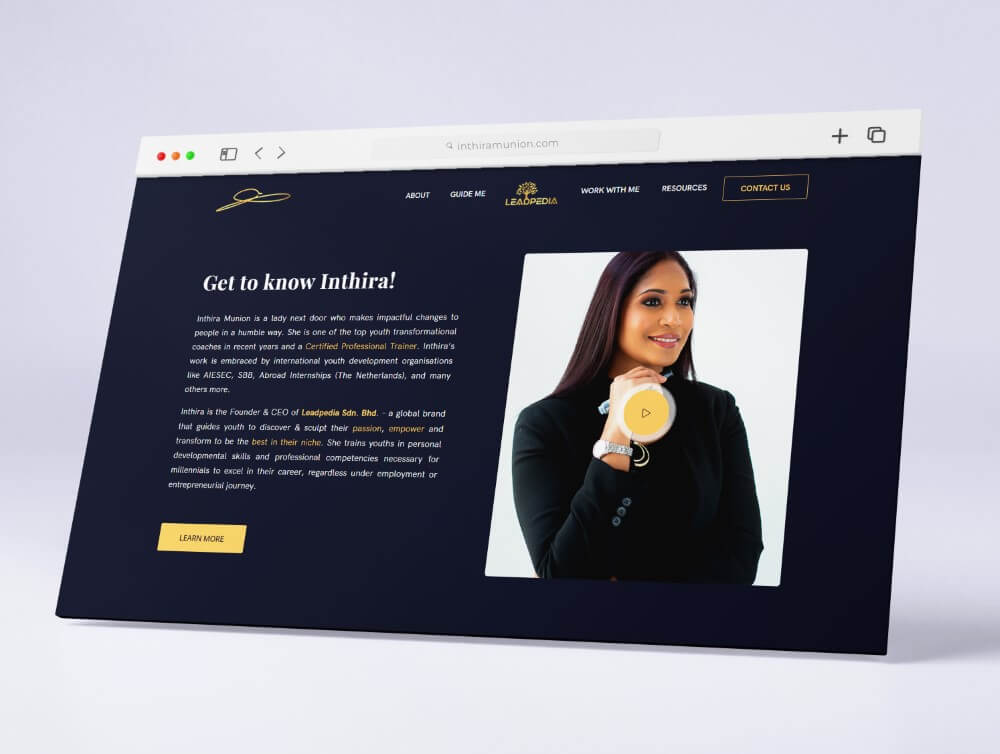 inthiramunion.com
ABOUT
GUIDE ME
LEADPEDIA
WORK WITH ME
RESOURCES
CONTACT US
Get to know Inthira!
Inthira Munion is a lady next door who makes impactful changes to
people in a humble way. She is one of the top youth transformational
coaches in recent years and a Certified Professional Trainer. Inthira's
work is embraced by international youth development organisations
like AIESEC, SBB, Abroad Internships (The Netherlands), and many
others more.
Inthira is the Founder & CEO of Leadpedia Sdn. Bhd. - a global brand
that guides youth to discover & sculpt their passion, empower and
transform to be the best in their niche. She trains youths in personal
developmental skills and professional competencies necessary for
millennials to excel in their career, regardless under employment or
entrepreneurial journey.
LEARN MORE